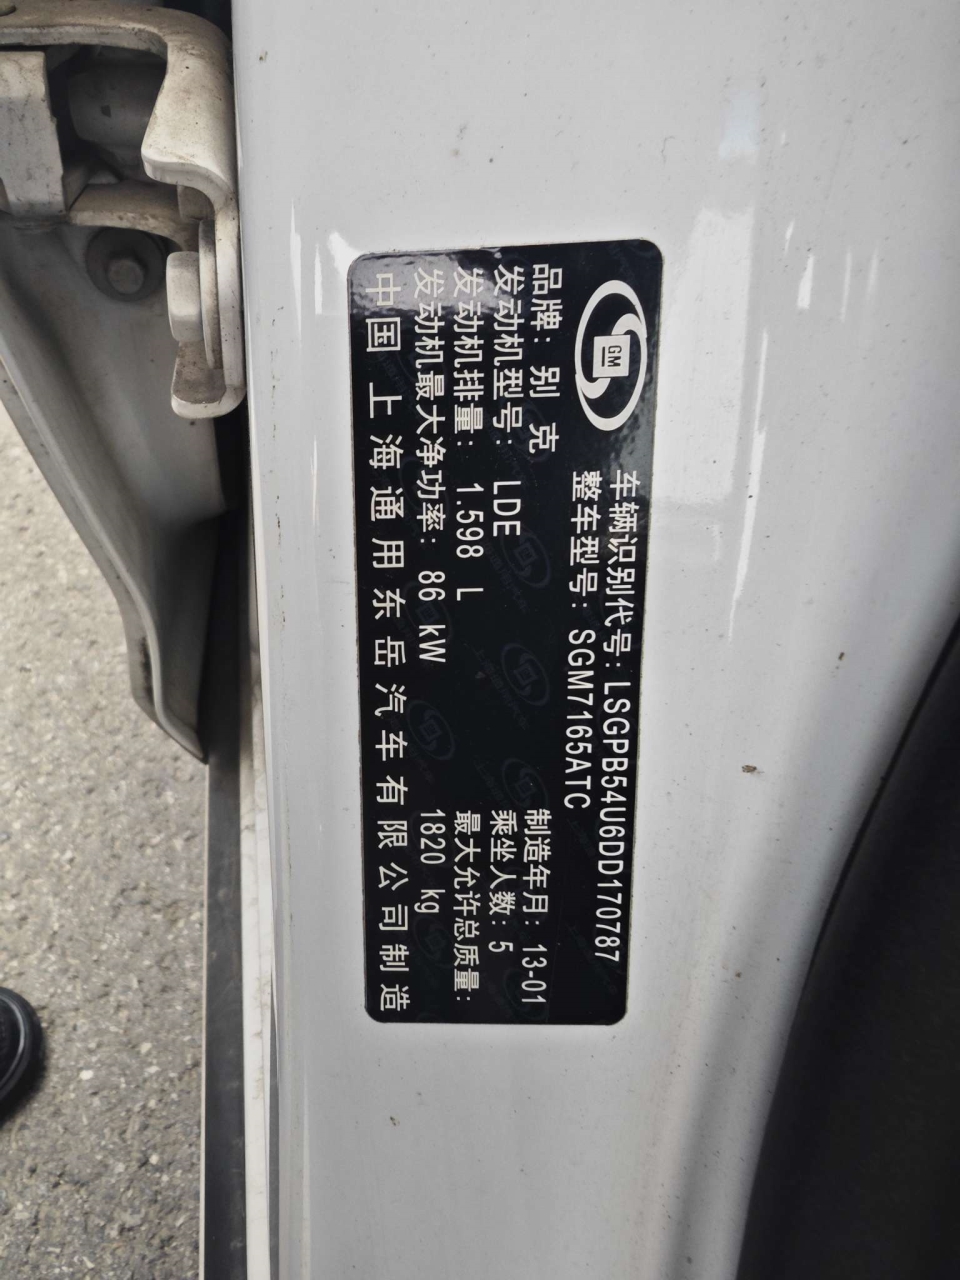 GM
车辆识别代号: LSGPB54U6DD170787
整车型号: SGM7165ATC
品牌: 别克
制造年月: 13-01
发动机型号: LDE
乘坐人数: 5
发动机排量: 1.598 L
最大允许总质量:
发动机最大净功率: 86 kW
1820 kg
中国 上海通用东岳汽车有限公司制造